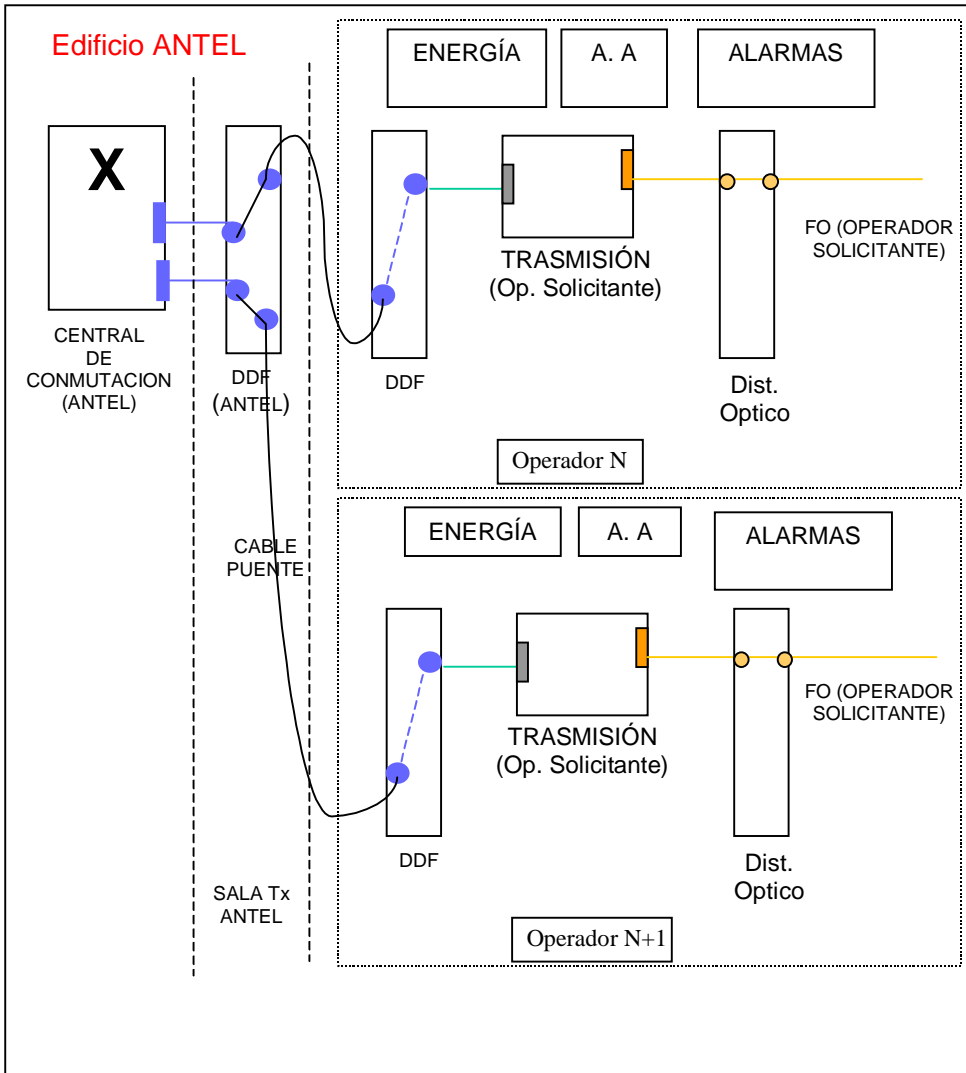 Edificio ANTEL
X
CENTRAL
DE
CONMUTACION
(ANTEL)
DDF
(ANTEL)
CABLE
PUENTE
SALA Tx
ANTEL
ENERGÍA
A. A
ALARMAS
DDF
TRASMISIÓN
(Op. Solicitante)
Dist.
Optico
FO (OPERADOR
SOLICITANTE)
Operador N
ENERGÍA
A. A
ALARMAS
DDF
TRASMISIÓN
(Op. Solicitante)
Dist.
Optico
FO (OPERADOR
SOLICITANTE)
Operador N+1